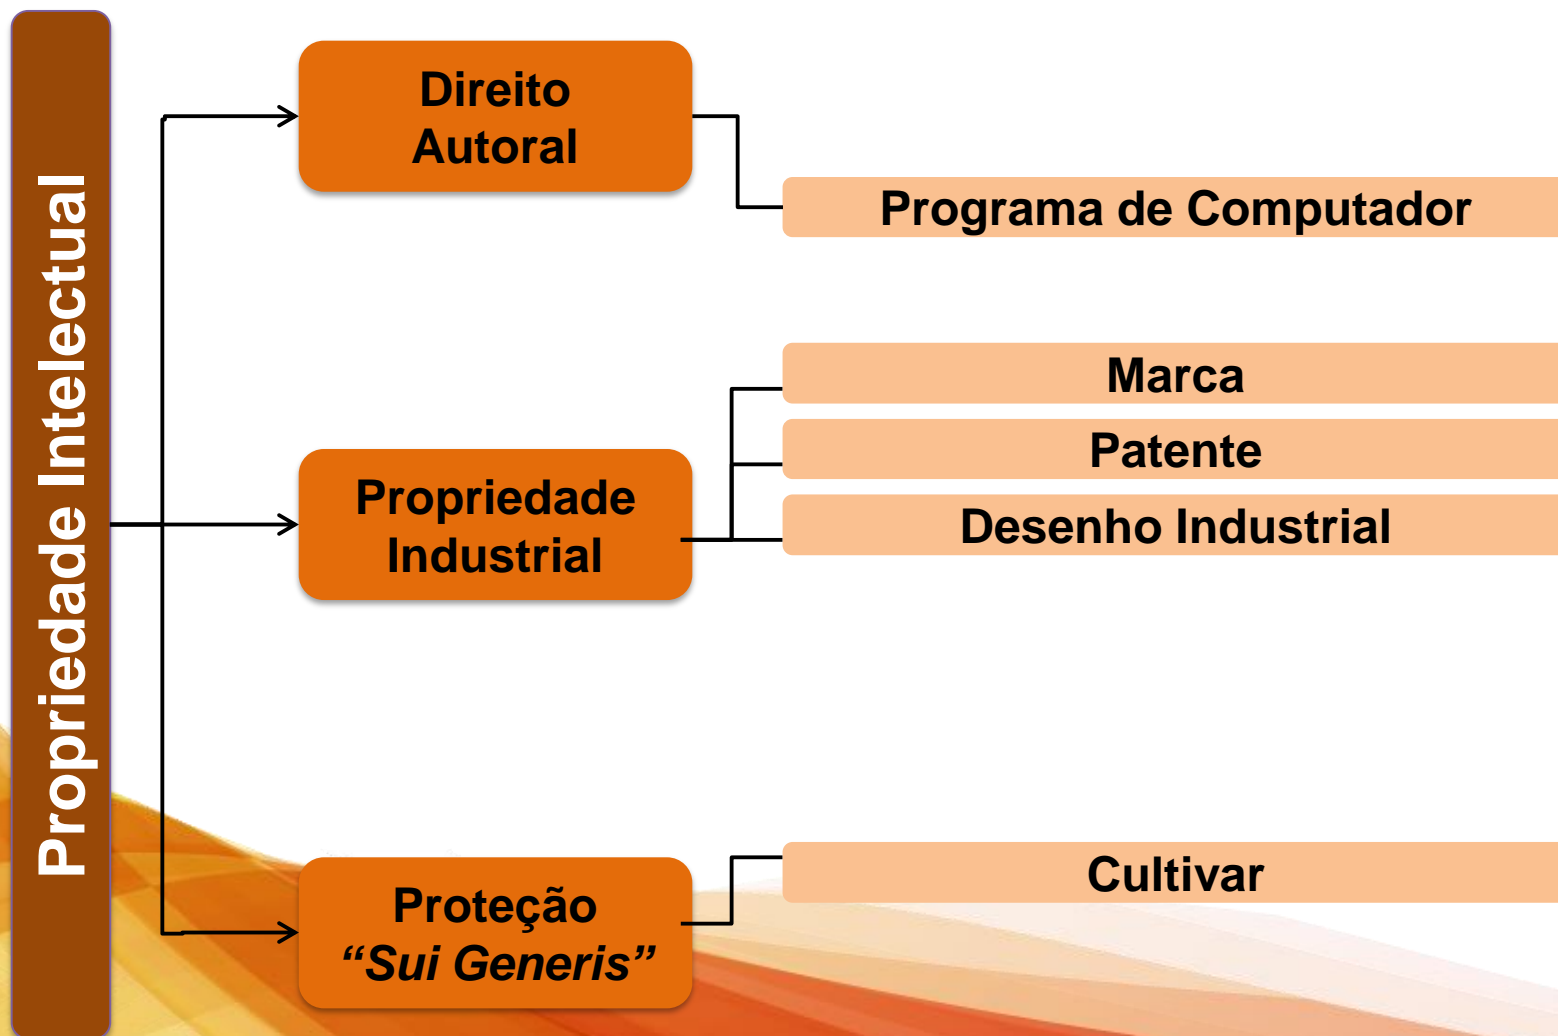 Propriedade Intelectual
Direito
Autoral
Programa de Computador
Propriedade
Industrial
Marca
Patente
Desenho Industrial
Proteção
“Sui Generis”
Cultivar